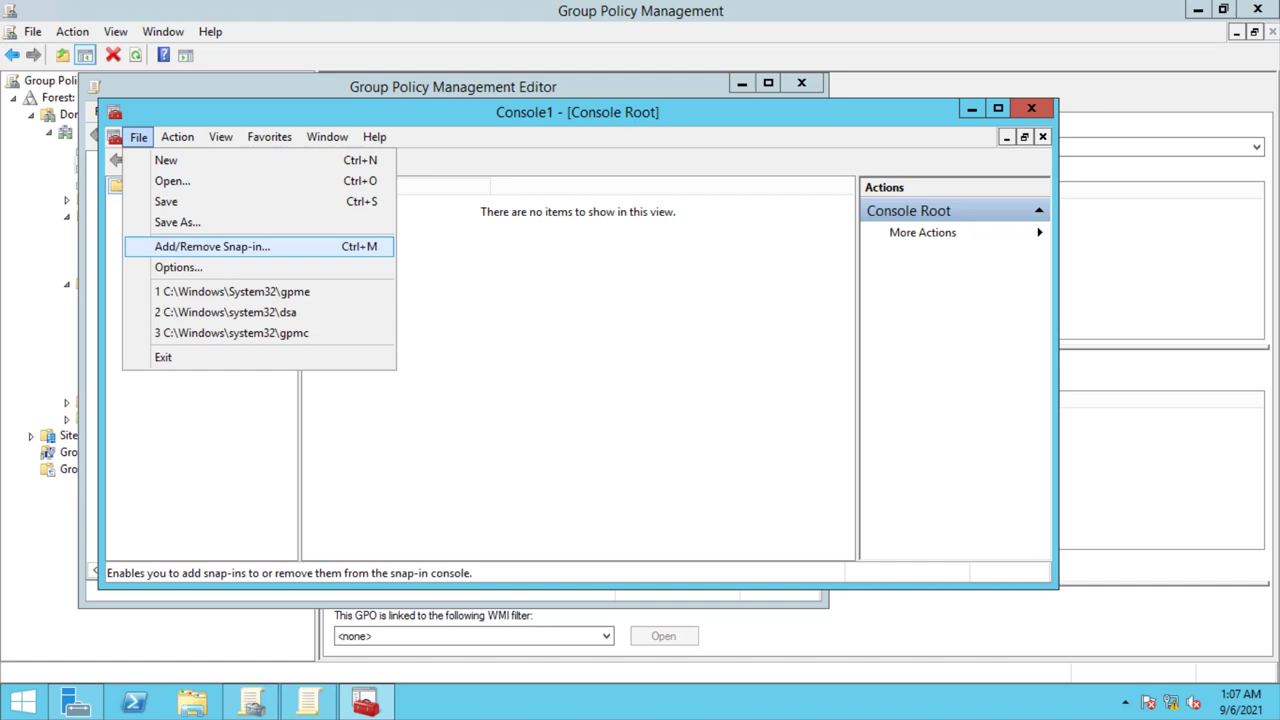 Group Policy Management
File Action View Window Help
Group Poli
Forest:
Dor
Site
Gro
Gro
Group Policy Management Editor
Console1 - [Console Root]
File Action View Favorites Window Help
New Ctrl+N
Open... Ctrl+O
Save Ctrl+S
Save As...
Add/Remove Snap-in... Ctrl+M
Options...
1 C:\Windows\System32\gpme
2 C:\Windows\system32\dsa
3 C:\Windows\system32\gpmc
Exit
There are no items to show in this view.
Actions
Console Root
More Actions
Enables you to add snap-ins to or remove them from the snap-in console.
This GPO is linked to the following WMI filter:
<none> Open
1:07 AM
9/6/2021